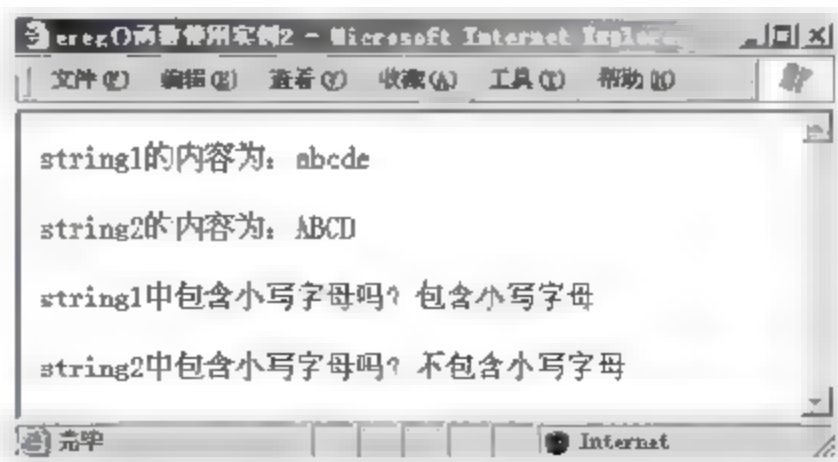 ereg()函数使用实例2 - Microsoft Internet Explorer
文件(F) 编辑(E) 查看(V) 收藏(A) 工具(T) 帮助(H)
string1的内容为：abcde
string2的内容为：ABCD
string1中包含小写字母吗？包含小写字母
string2中包含小写字母吗？不包含小写字母
完毕 Internet